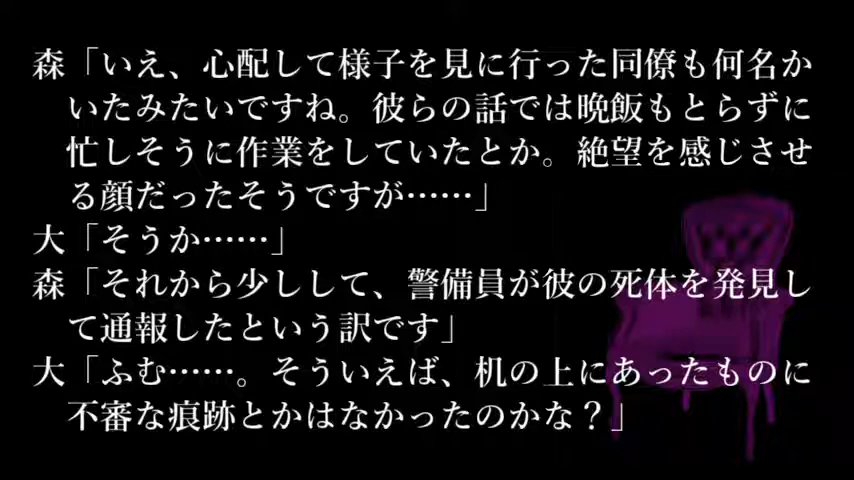 森「いえ、心配して様子を見に行った同僚も何名か
いたみたいですね。彼らの話では晩飯もとらずに
忙しそうに作業をしていたとか。絶望を感じさせ
る顔だったそうですが……」
大「そうか……」
森「それから少しして、警備員が彼の死体を発見し
て通報したという訳です」
大「ふむ……。そういえば、机の上にあったものに
不審な痕跡とかはなかったのかな？」